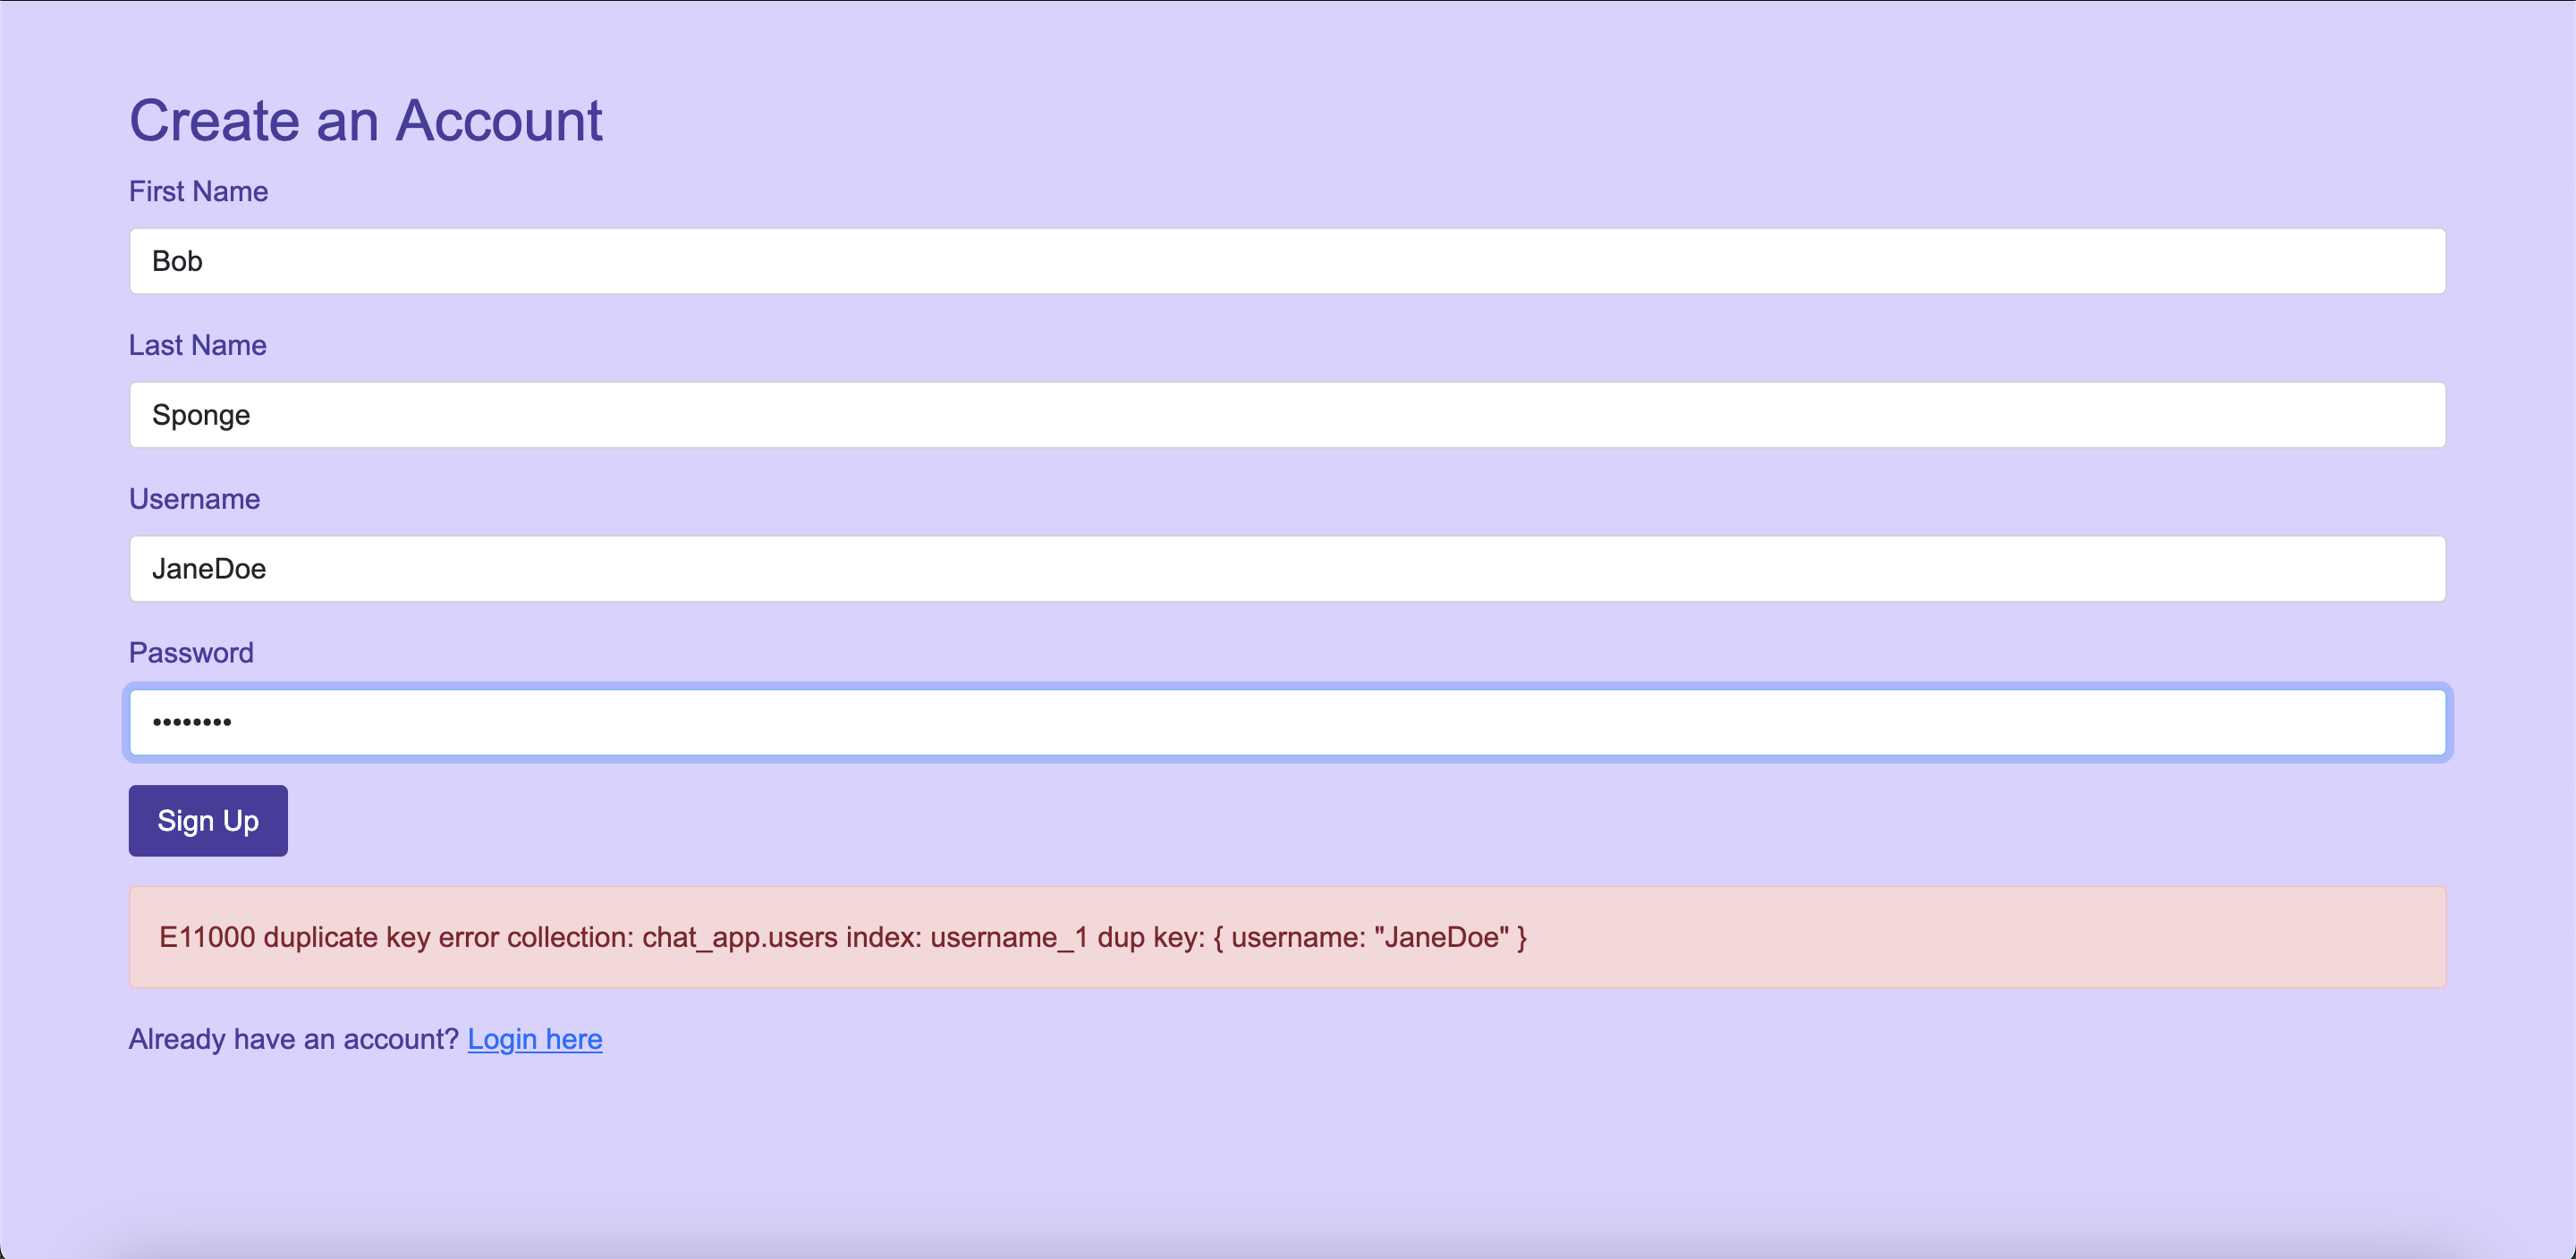 Create an Account
First Name
Bob
Last Name
Sponge
Username
JaneDoe
Password
••••••••
Sign Up
E11000 duplicate key error collection: chat_app.users index: username_1 dup key: { username: "JaneDoe" }
Already have an account? Login here